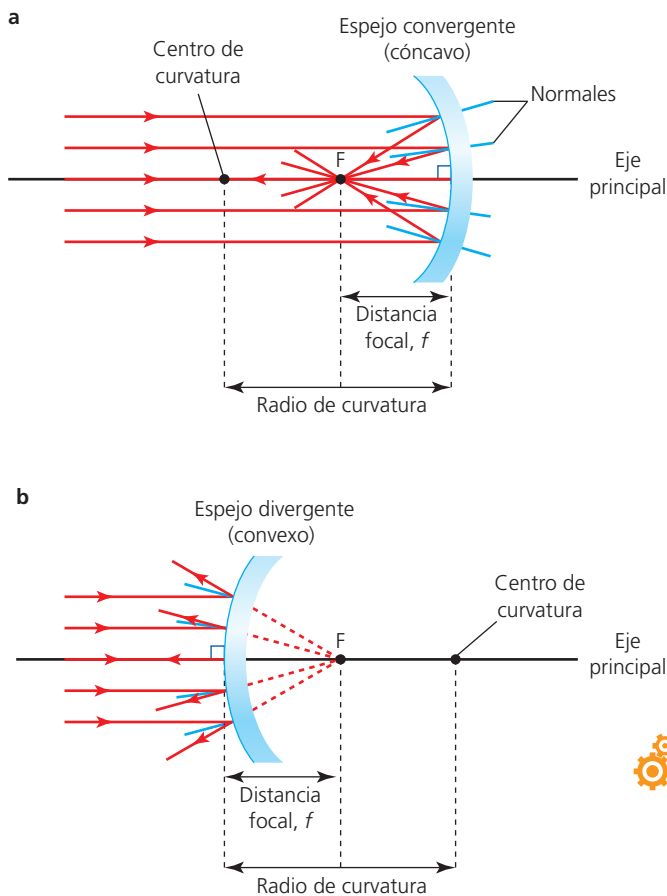 a
Espejo convergente
(cóncavo)
Centro de
curvatura
Normales
F
Eje
principal
Distancia
focal, f
Radio de curvatura
b
Espejo divergente
(convexo)
Centro de
curvatura
F
Eje
principal
Distancia
focal, f
Radio de curvatura